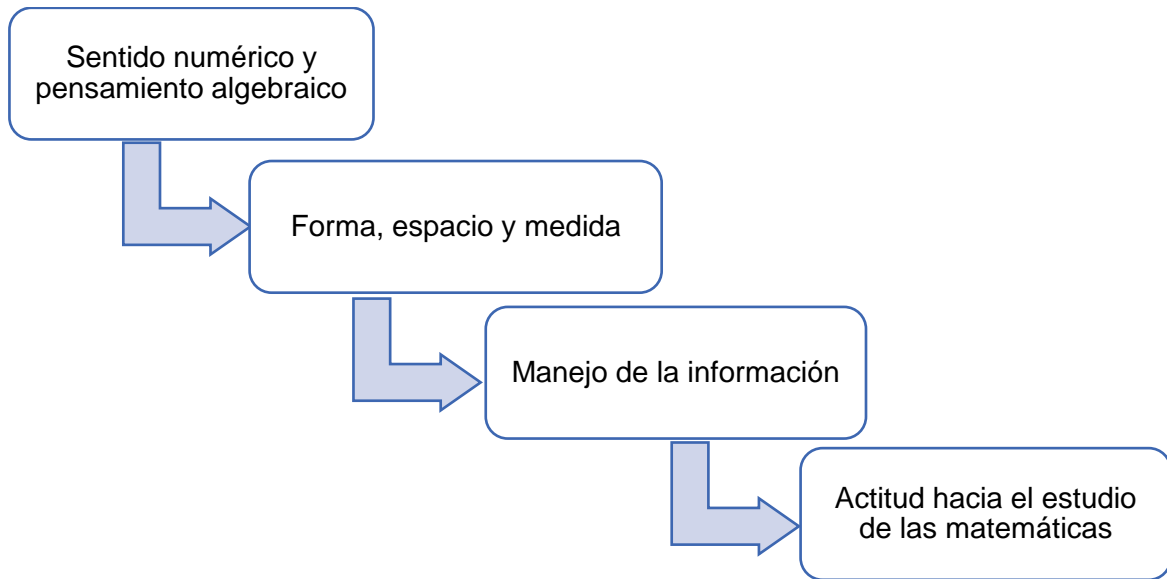 Sentido numérico y
pensamiento algebraico
Forma, espacio y medida
Manejo de la información
Actitud hacia el estudio
de las matemáticas